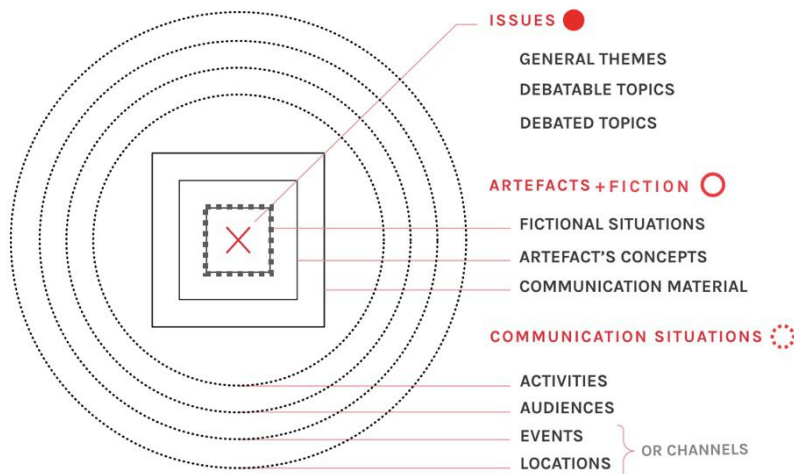 ISSUES
GENERAL THEMES
DEBATABLE TOPICS
DEBATED TOPICS
ARTEFACTS + FICTION
FICTIONAL SITUATIONS
ARTEFACT'S CONCEPTS
COMMUNICATION MATERIAL
COMMUNICATION SITUATIONS
ACTIVITIES
AUDIENCES
EVENTS
OR CHANNELS
LOCATIONS